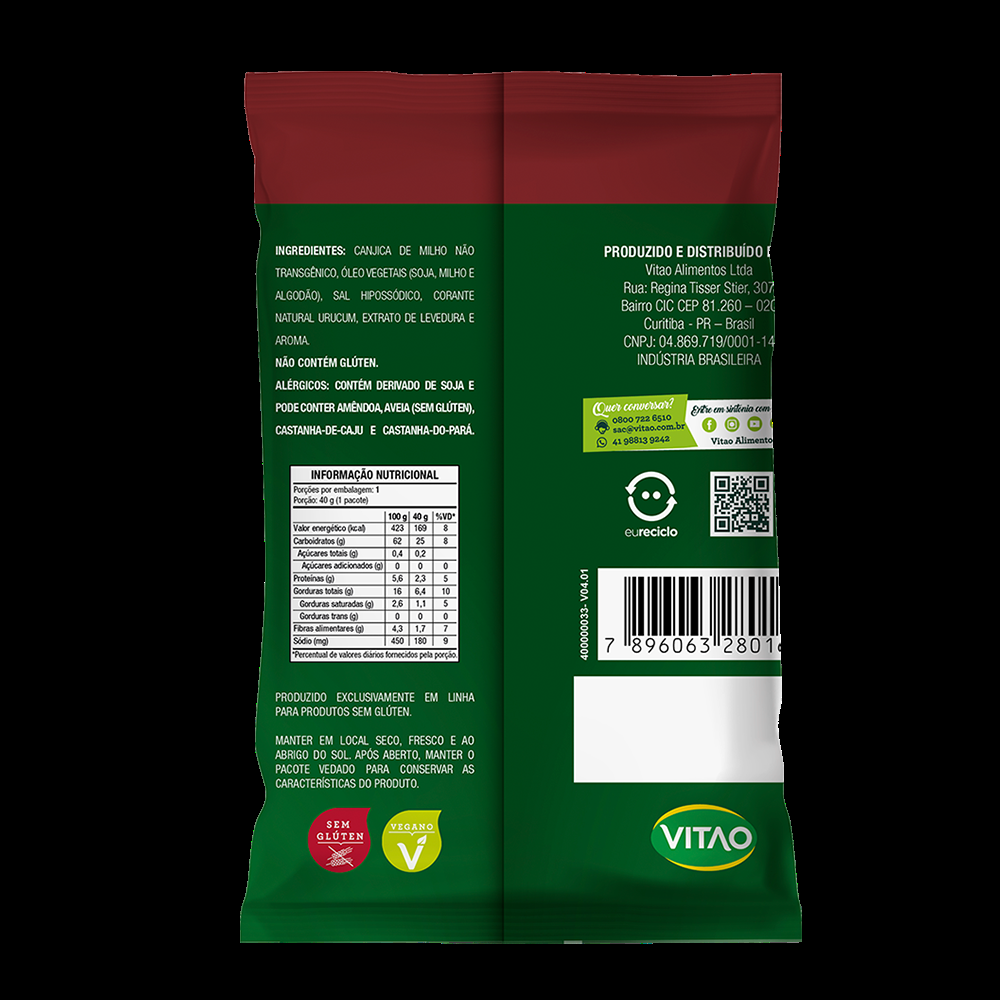 INGREDIENTES: CANJICA DE MILHO NÃO
TRANSGÊNICO, ÓLEO VEGETAIS (SOJA, MILHO E
ALGODÃO), SAL HIPOSSÓDICO, CORANTE
NATURAL URUCUM, EXTRATO DE LEVEDURA E
AROMA.
NÃO CONTÉM GLÚTEN.
ALÉRGICOS: CONTÉM DERIVADO DE SOJA E
PODE CONTER AMÊNDOA, AVEIA (SEM GLÚTEN),
CASTANHA-DE-CAJU E CASTANHA-DO-PARÁ.
INFORMAÇÃO NUTRICIONAL
Porções por embalagem: 1
Porção: 40 g (1 pacote)
100 g 40 g %VD*
Valor energético (kcal) 423 169 8
Carboidratos (g) 62 25 8
Açúcares totais (g) 0,4 0,2
Açúcares adicionados (g) 0 0 0
Proteínas (g) 5,6 2,3 5
Gorduras totais (g) 16 6,4 10
Gorduras saturadas (g) 2,6 1,1 5
Gorduras trans (g) 0 0 0
Fibras alimentares (g) 4,3 1,7 7
Sódio (mg) 450 180 9
*Percentual de valores diários fornecidos pela porção.
PRODUZIDO EXCLUSIVAMENTE EM LINHA
PARA PRODUTOS SEM GLÚTEN.
MANTER EM LOCAL SECO, FRESCO E AO
ABRIGO DO SOL. APÓS ABERTO, MANTER O
PACOTE VEDADO PARA CONSERVAR AS
CARACTERÍSTICAS DO PRODUTO.
SEM
GLÚTEN
VEGANO
V
PRODUZIDO E DISTRIBUÍDO
Vitao Alimentos Ltda
Rua: Regina Tisser Stier, 307
Bairro CIC CEP 81.260 – 020
Curitiba - PR – Brasil
CNPJ: 04.869.719/0001-14
INDÚSTRIA BRASILEIRA
Quer conversar?
0800 722 6510
sac@vitao.com.br
41 98813 9242
Entre em sintonia com
Vitao Alimento
eureciclo
400000033- V04.01
7 896063 28016
VITAO